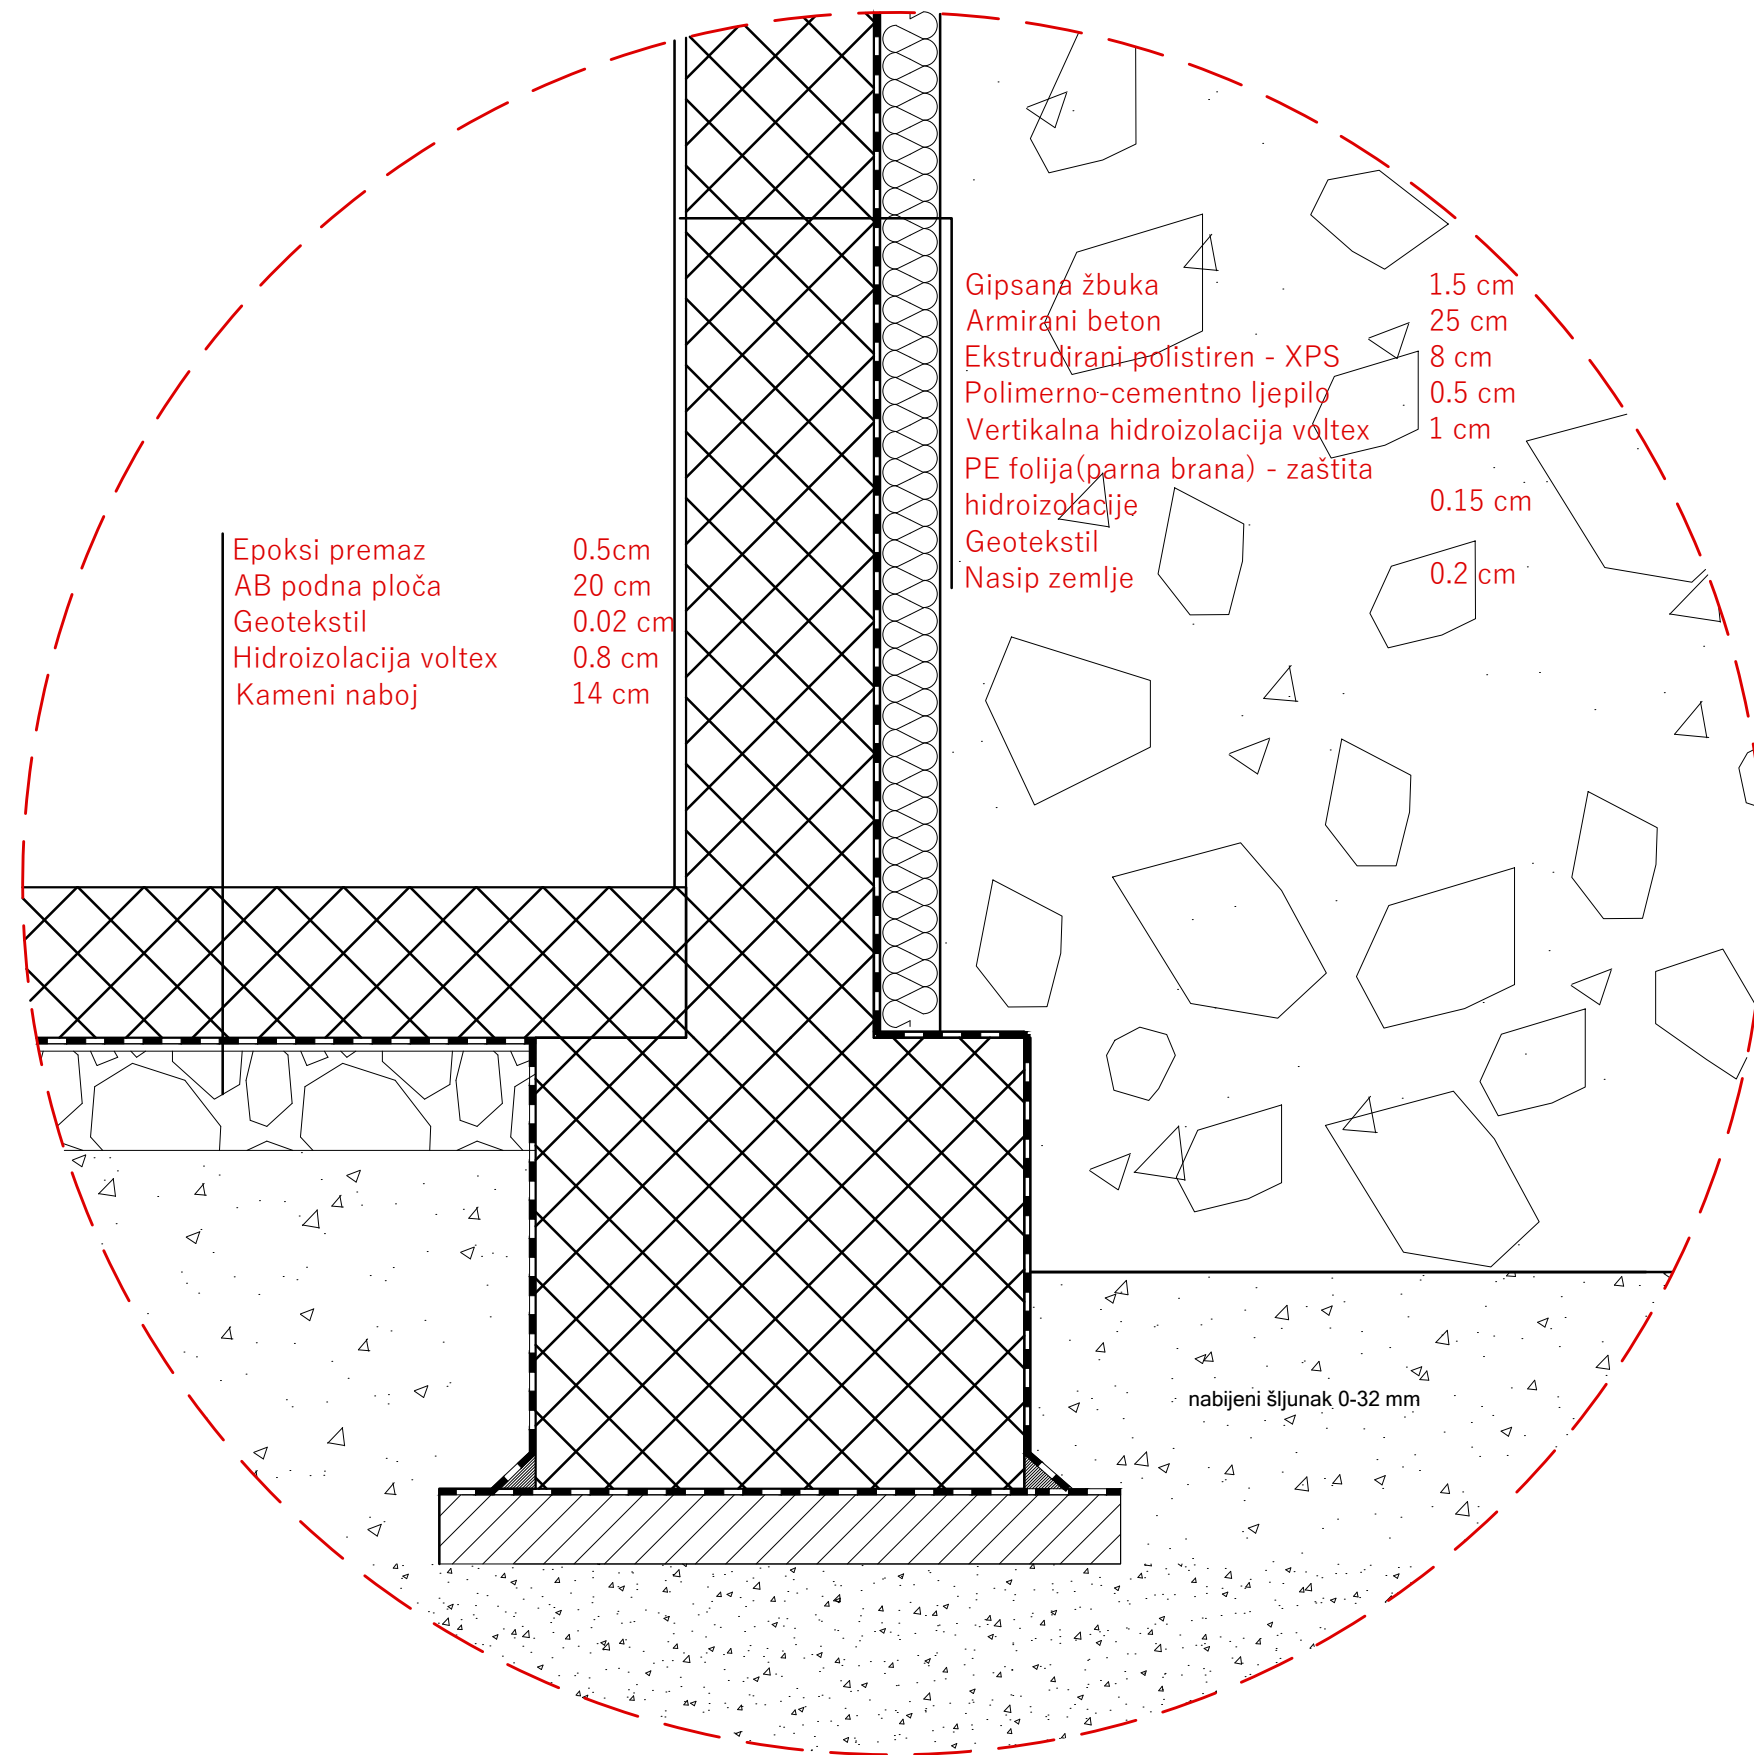 Gipsana žbuka 1.5 cm
Armirani beton 25 cm
Ekstrudirani polistiren - XPS 8 cm
Polimerno-cementno ljepilo 0.5 cm
Vertikalna hidroizolacija voltex 1 cm
PE folija(parna brana) - zaštita
hidroizolacije 0.15 cm
Geotekstil
Nasip zemlje 0.2 cm
Epoksi premaz 0.5cm
AB podna ploča 20 cm
Geotekstil 0.02 cm
Hidroizolacija voltex 0.8 cm
Kameni naboj 14 cm
nabijeni šljunak 0-32 mm